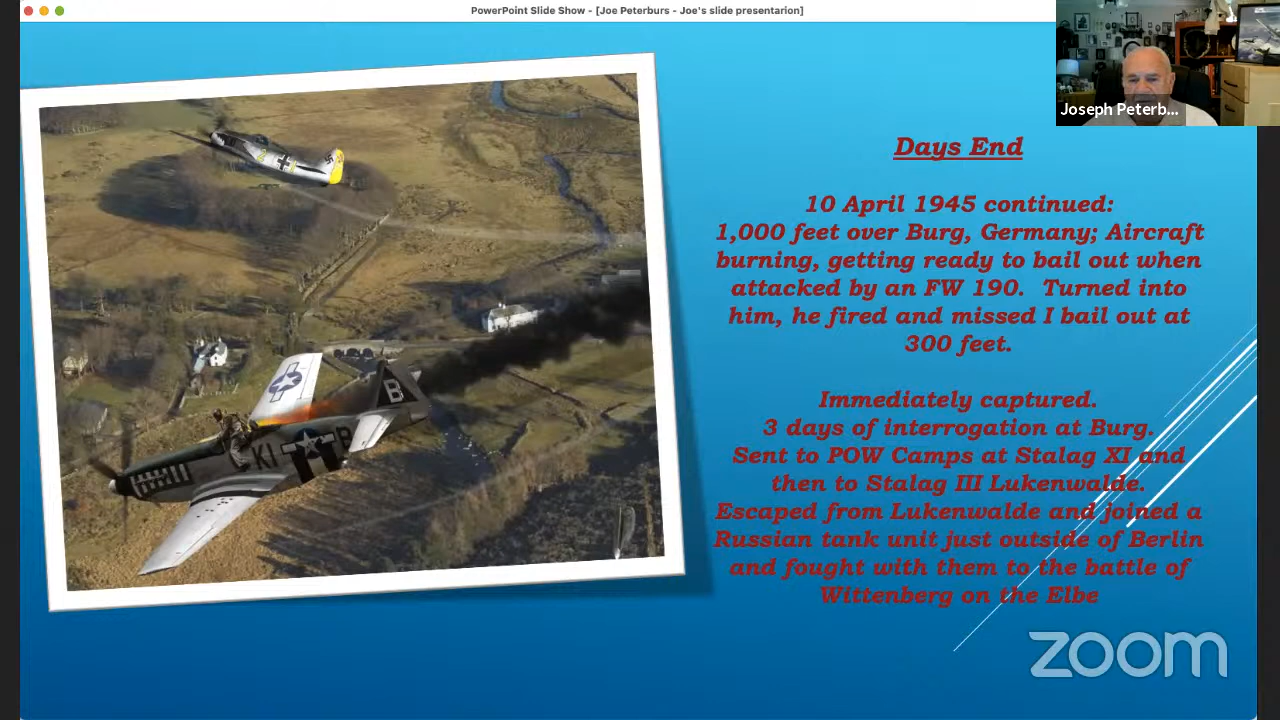 PowerPoint Slide Show - [Joe Peterburs - Joe's slide presentarion]
Joseph Peterb...
Days End
10 April 1945 continued:
1,000 feet over Burg, Germany; Aircraft
burning, getting ready to bail out when
attacked by an FW 190. Turned into
him, he fired and missed I bail out at
300 feet.
Immediately captured.
3 days of interrogation at Burg.
Sent to POW Camps at Stalag XI and
then to Stalag III Lukenwalde.
Escaped from Lukenwalde and joined a
Russian tank unit just outside of Berlin
and fought with them to the battle of
Wittenberg on the Elbe
B
KI
B
zoom